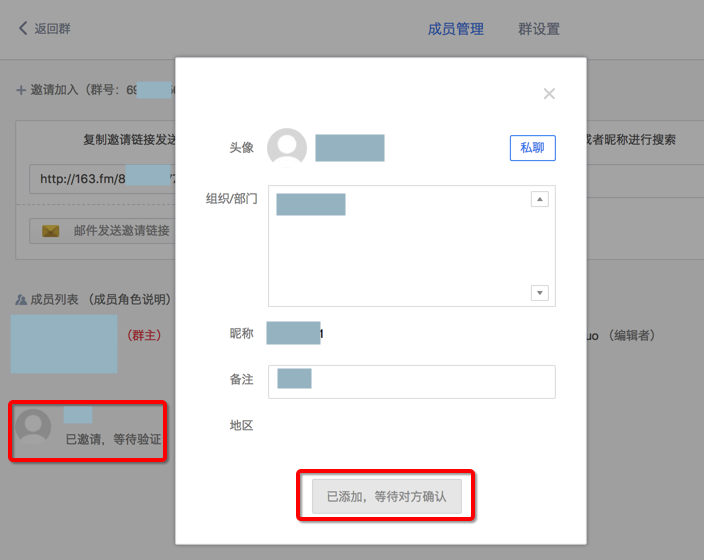 返回群
成员管理
群设置
邀请加入（群号：69
复制邀请链接发送
或者昵称进行搜索
http://163.fm/8
邮件发送邀请链接
成员列表 （成员角色说明）
（群主）
uo （编辑者）
已邀请，等待验证
头像
私聊
组织/部门
昵称
1
备注
地区
已添加，等待对方确认